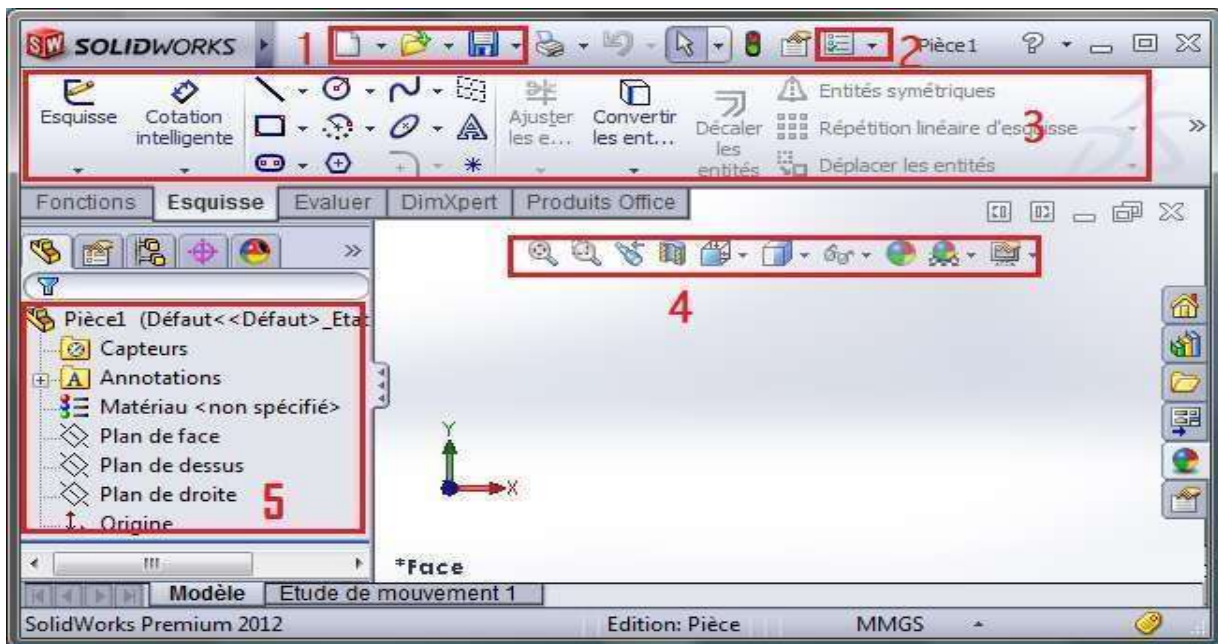 SW SOLIDWORKS 1 2 Pièce1 ?
Esquisse Cotation intelligente Ajuster les e... Convertir les ent... Décaler les entités
Entités symétriques
Répétition linéaire d'esquisse 3
Déplacer les entités
Fonctions Esquisse Evaluer DimXpert Produits Office
4
Pièce1 (Défaut<<Défaut>_Etat
Capteurs
A Annotations
Matériau <non spécifié>
Plan de face
Plan de dessus
Plan de droite 5
Origine
Y
X
*Face
Modèle Etude de mouvement 1
SolidWorks Premium 2012 Edition: Pièce MMGS